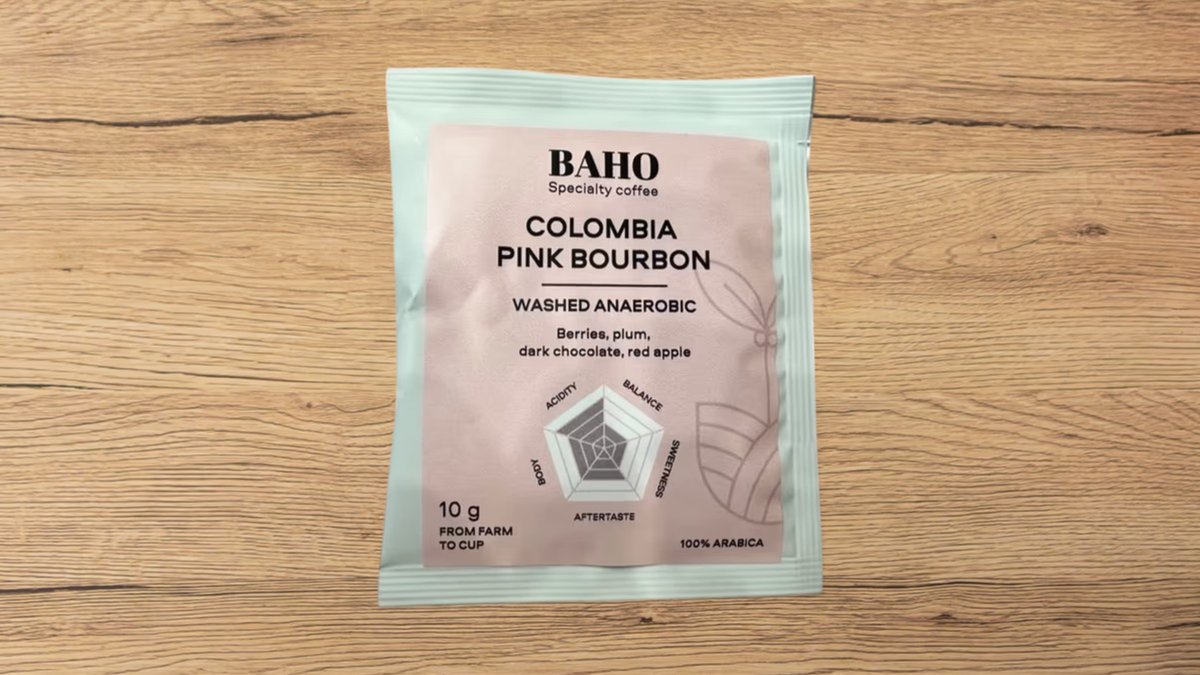 BAHO
Specialty coffee
COLOMBIA
PINK BOURBON
WASHED ANAEROBIC
Berries, plum,
dark chocolate, red apple
ACIDITY
BALANCE
BODY
SWEETNESS
AFTERTASTE
10 g
FROM FARM
TO CUP
100% ARABICA